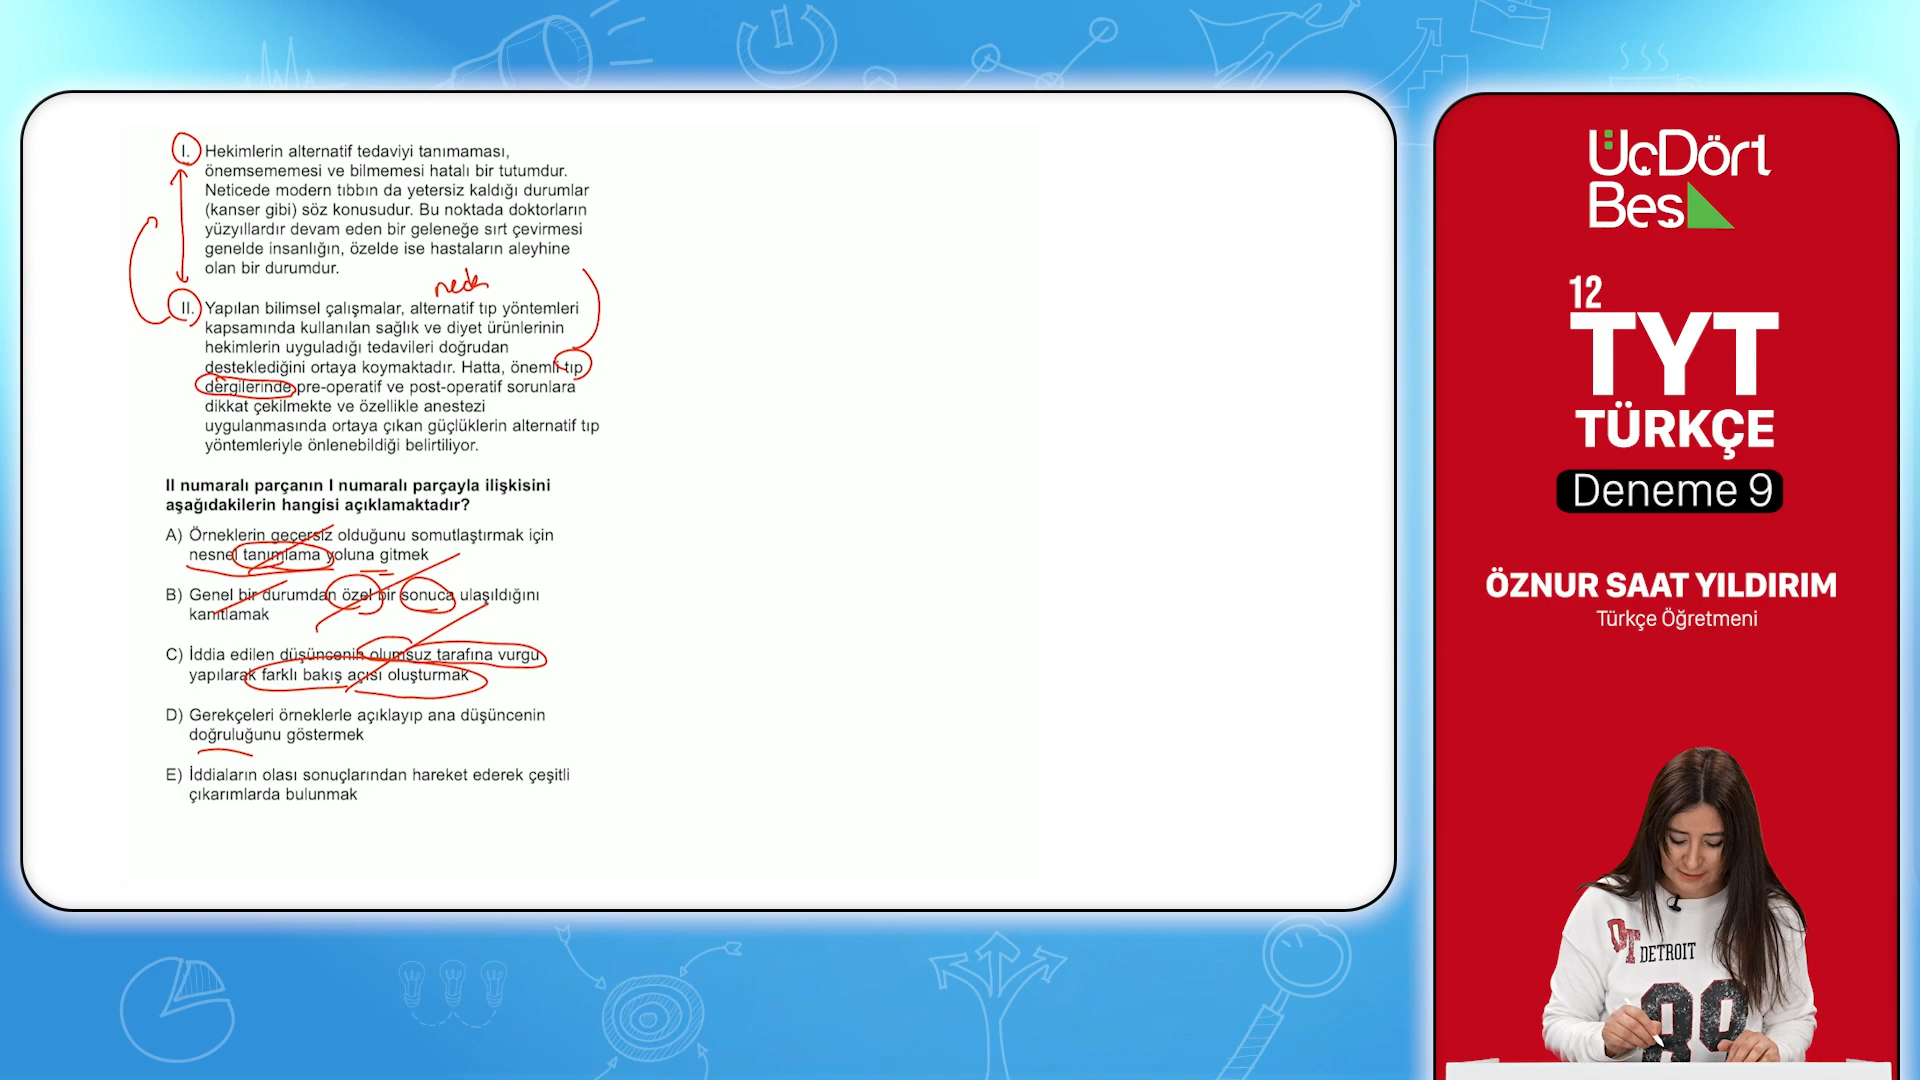 I. Hekimlerin alternatif tedaviyi tanımaması,
önemsememesi ve bilmemesi hatalı bir tutumdur.
Neticede modern tıbbın da yetersiz kaldığı durumlar
(kanser gibi) söz konusudur. Bu noktada doktorların
yüzyıllardır devam eden bir geleneğe sırt çevirmesi
genelde insanlığın, özelde ise hastaların aleyhine
olan bir durumdur.
II. Yapılan bilimsel çalışmalar, alternatif tıp yöntemleri
kapsamında kullanılan sağlık ve diyet ürünlerinin
hekimlerin uyguladığı tedavileri doğrudan
desteklediğini ortaya koymaktadır. Hatta, önemli tıp
dergilerinde pre-operatif ve post-operatif sorunlara
dikkat çekilmekte ve özellikle anestezi
uygulanmasında ortaya çıkan güçlüklerin alternatif tıp
yöntemleriyle önlenebildiği belirtiliyor.
II numaralı parçanın I numaralı parçayla ilişkisini
aşağıdakilerin hangisi açıklamaktadır?
A) Örneklerin geçersiz olduğunu somutlaştırmak için
nesnel tanımlama yoluna gitmek
B) Genel bir durumdan özel bir sonuca ulaşıldığını
kanıtlamak
C) İddia edilen düşüncenin olumsuz tarafına vurgu
yapılarak farklı bakış açısı oluşturmak
D) Gerekçeleri örneklerle açıklayıp ana düşüncenin
doğruluğunu göstermek
E) İddiaların olası sonuçlarından hareket ederek çeşitli
çıkarımlarda bulunmak
ÜçDört
Beş
12
TYT
TÜRKÇE
Deneme 9
ÖZNUR SAAT YILDIRIM
Türkçe Öğretmeni
DT DETROIT
89